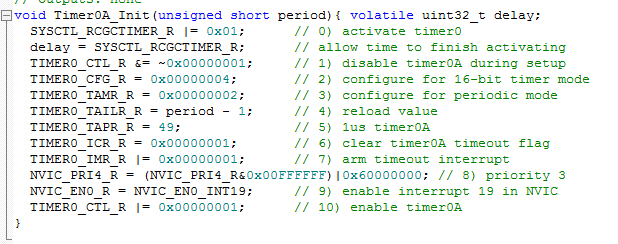 // Outputs: none
void Timer0A_Init(unsigned short period){ volatile uint32_t delay;
  SYSCTL_RCGCTIMER_R |= 0x01;      // 0) activate timer0
  delay = SYSCTL_RCGCTIMER_R;      // allow time to finish activating
  TIMER0_CTL_R &= ~0x00000001;     // 1) disable timer0A during setup
  TIMER0_CFG_R = 0x00000004;       // 2) configure for 16-bit timer mode
  TIMER0_TAMR_R = 0x00000002;      // 3) configure for periodic mode
  TIMER0_TAILR_R = period - 1;     // 4) reload value
  TIMER0_TAPR_R = 49;              // 5) 1us timer0A
  TIMER0_ICR_R = 0x00000001;       // 6) clear timer0A timeout flag
  TIMER0_IMR_R |= 0x00000001;      // 7) arm timeout interrupt
  NVIC_PRI4_R = (NVIC_PRI4_R&0x00FFFFFF)|0x60000000; // 8) priority 3
  NVIC_EN0_R = NVIC_EN0_INT19;     // 9) enable interrupt 19 in NVIC
  TIMER0_CTL_R |= 0x00000001;      // 10) enable timer0A
}